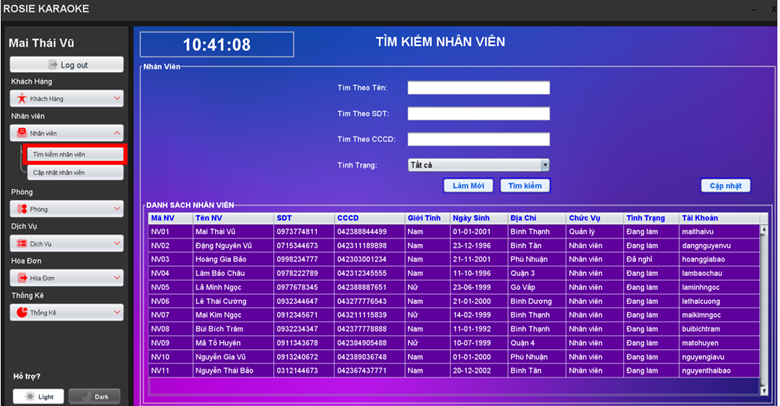 ROSIE KARAOKE
Mai Thái Vũ
Log out
Khách Hàng
Khách Hàng
Nhân viên
Nhân viên
Tìm kiếm nhân viên
Cập nhật nhân viên
Phòng
Phòng
Dịch Vụ
Dịch Vụ
Hóa Đơn
Hóa Đơn
Thống Kê
Thống Kê
Hỗ trợ?
Light Dark
10:41:08
TÌM KIẾM NHÂN VIÊN
Nhân Viên
Tìm Theo Tên:
Tìm Theo SDT:
Tìm Theo CCCD:
Tình Trạng: Tất cả
Làm Mới Tìm kiếm Cập nhật
DANH SÁCH NHÂN VIÊN
Mã NV Tên NV SDT CCCD Giới Tính Ngày Sinh Địa Chỉ Chức Vụ Tình Trạng Tài Khoản
NV01 Mai Thái Vũ 0973774811 042388844499 Nam 01-01-2001 Bình Thạnh Quản lý Đang làm maithaivu
NV02 Đặng Nguyên Vũ 0715344673 042311189898 Nam 23-12-1996 Bình Tân Nhân viên Đang làm dangnguyenvu
NV03 Hoàng Gia Bảo 0998234777 042303001234 Nam 21-11-2001 Phú Nhuận Nhân viên Đã nghỉ hoanggiabao
NV04 Lâm Bảo Châu 0978222789 042312345555 Nam 11-10-1996 Quận 3 Nhân viên Đang làm lambaochau
NV05 Lã Minh Ngọc 0977678345 042388887651 Nữ 23-06-1999 Gò Vấp Nhân viên Đang làm laminhngoc
NV06 Lê Thái Cường 0932344647 043277776543 Nam 21-01-2000 Bình Dương Nhân viên Đang làm lethaicuong
NV07 Mai Kim Ngọc 0912345671 043211115839 Nữ 14-02-1999 Bình Thạnh Nhân viên Đang làm maikimngoc
NV08 Bùi Bích Trâm 0932234347 042377778888 Nam 11-01-1992 Bình Thạnh Nhân viên Đang làm buibichtram
NV09 Mã Tố Huyên 0911343678 042384905488 Nữ 10-07-1999 Quận 4 Nhân viên Đang làm matohuyen
NV10 Nguyễn Gia Vũ 0913240672 042389036748 Nam 01-01-2000 Phú Nhuận Nhân viên Đang làm nguyengiavu
NV11 Nguyễn Thái Bảo 0312144673 042367437771 Nam 20-12-2002 Bình Tân Nhân viên Đang làm nguyenthaibao